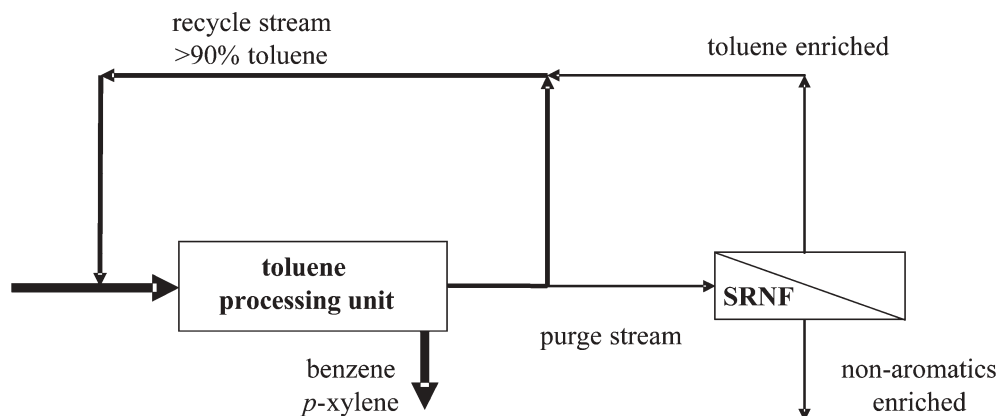 recycle stream
>90% toluene
toluene enriched
toluene
processing unit
SRNF
purge stream
benzene
p-xylene
non-aromatics
enriched